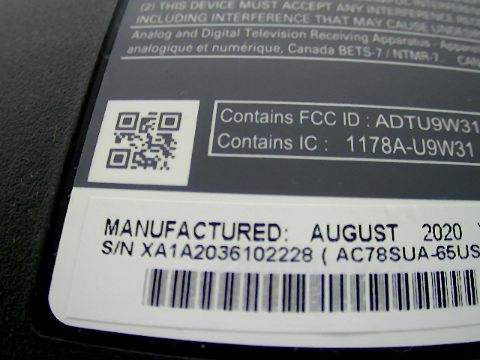 (2) THIS DEVICE MUST ACCEPT ANY INTERFERENCE
INCLUDING INTERFERENCE THAT MAY CAUSE
Analog and Digital Television Receiving Apparatus
analogique et numérique, Canada BETS-7 / NTMR-7.
Contains FCC ID : ADTU9W31
Contains IC : 1178A-U9W31
MANUFACTURED: AUGUST 2020
S/N XA1A2036102228 ( AC78SUA-65US